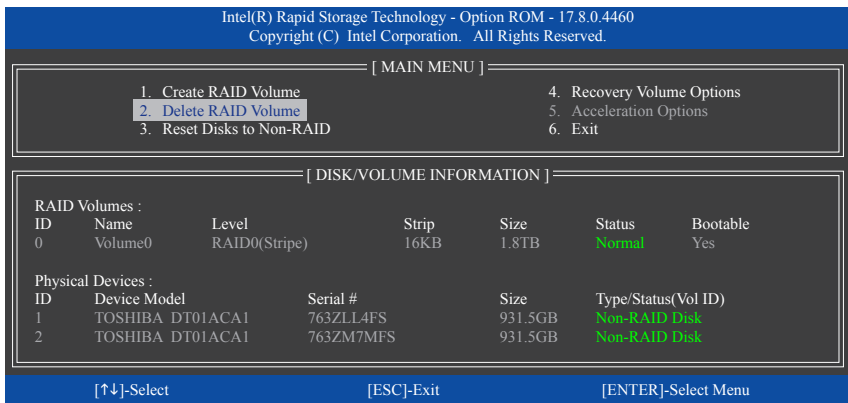 Intel(R) Rapid Storage Technology - Option ROM - 17.8.0.4460
Copyright (C) Intel Corporation. All Rights Reserved.
[ MAIN MENU ]
1. Create RAID Volume 4. Recovery Volume Options
2. Delete RAID Volume 5. Acceleration Options
3. Reset Disks to Non-RAID 6. Exit
[ DISK/VOLUME INFORMATION ]
RAID Volumes :
ID Name Level Strip Size Status Bootable
0 Volume0 RAID0(Stripe) 16KB 1.8TB Normal Yes
Physical Devices :
ID Device Model Serial # Size Type/Status(Vol ID)
1 TOSHIBA DT01ACA1 763ZLL4FS 931.5GB Non-RAID Disk
2 TOSHIBA DT01ACA1 763ZM7MFS 931.5GB Non-RAID Disk
[↑↓]-Select [ESC]-Exit [ENTER]-Select Menu